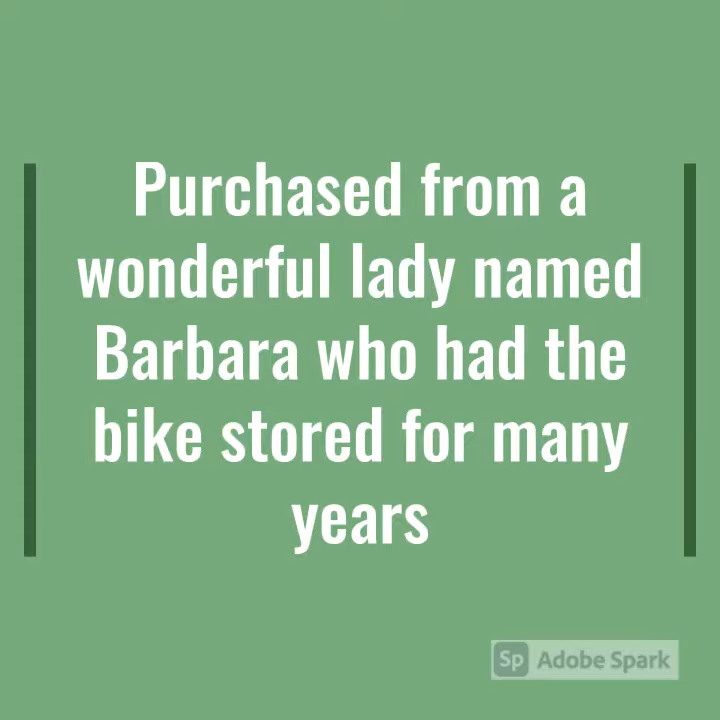 Purchased from a
wonderful lady named
Barbara who had the
bike stored for many
years
Sp Adobe Spark